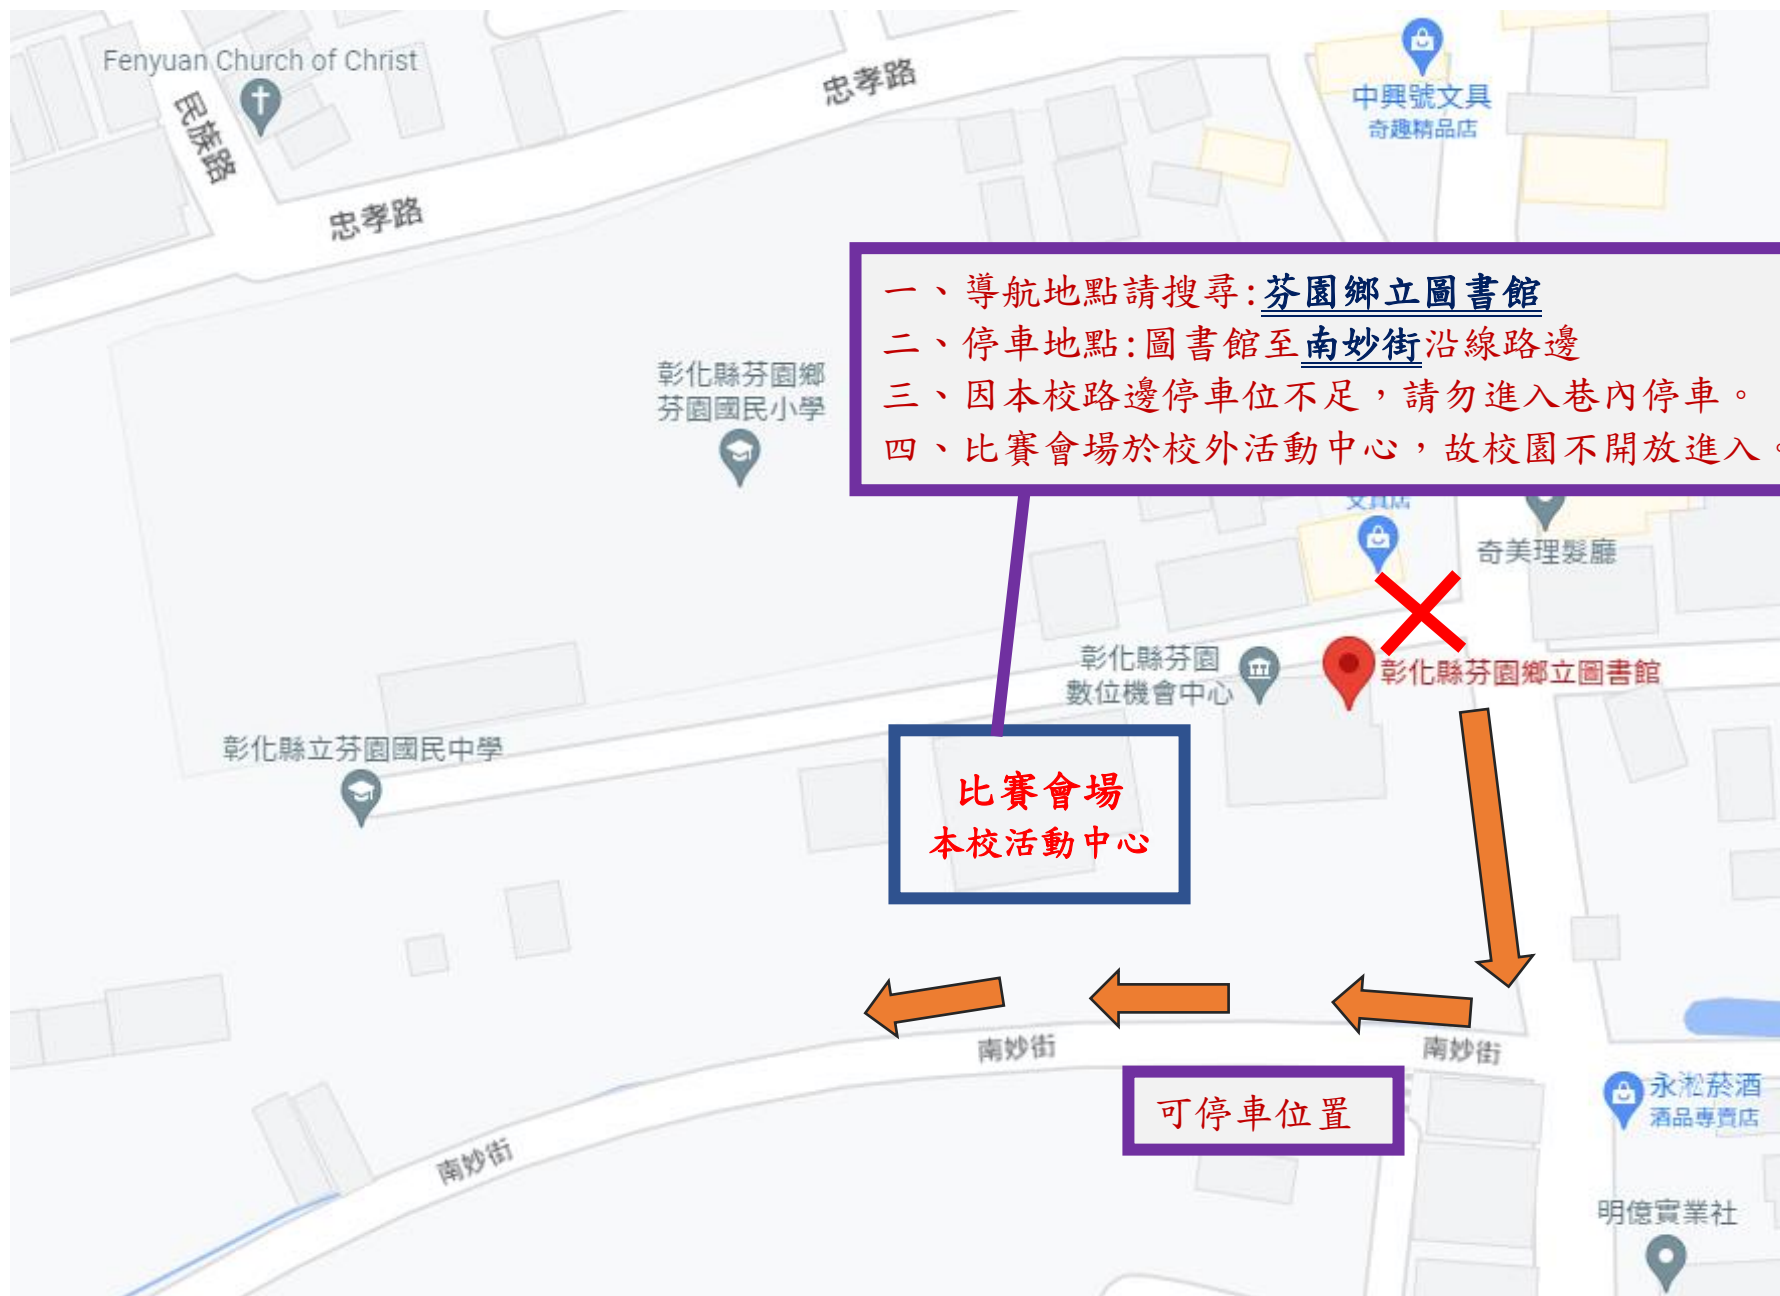 Fenyuan Church of Christ
民族路
忠孝路
忠孝路
中興號文具
奇趣精品店
一、導航地點請搜尋:芬園鄉立圖書館
二、停車地點:圖書館至南妙街沿線路邊
三、因本校路邊停車位不足，請勿進入巷內停車。
四、比賽會場於校外活動中心，故校園不開放進入。
彰化縣芬園鄉
芬園國民小學
文具店
奇美理髮廳
彰化縣芬園
數位機會中心
彰化縣芬園鄉立圖書館
彰化縣立芬園國民中學
比賽會場
本校活動中心
南妙街
南妙街
可停車位置
永淞菸酒
酒品專賣店
南妙街
明億實業社